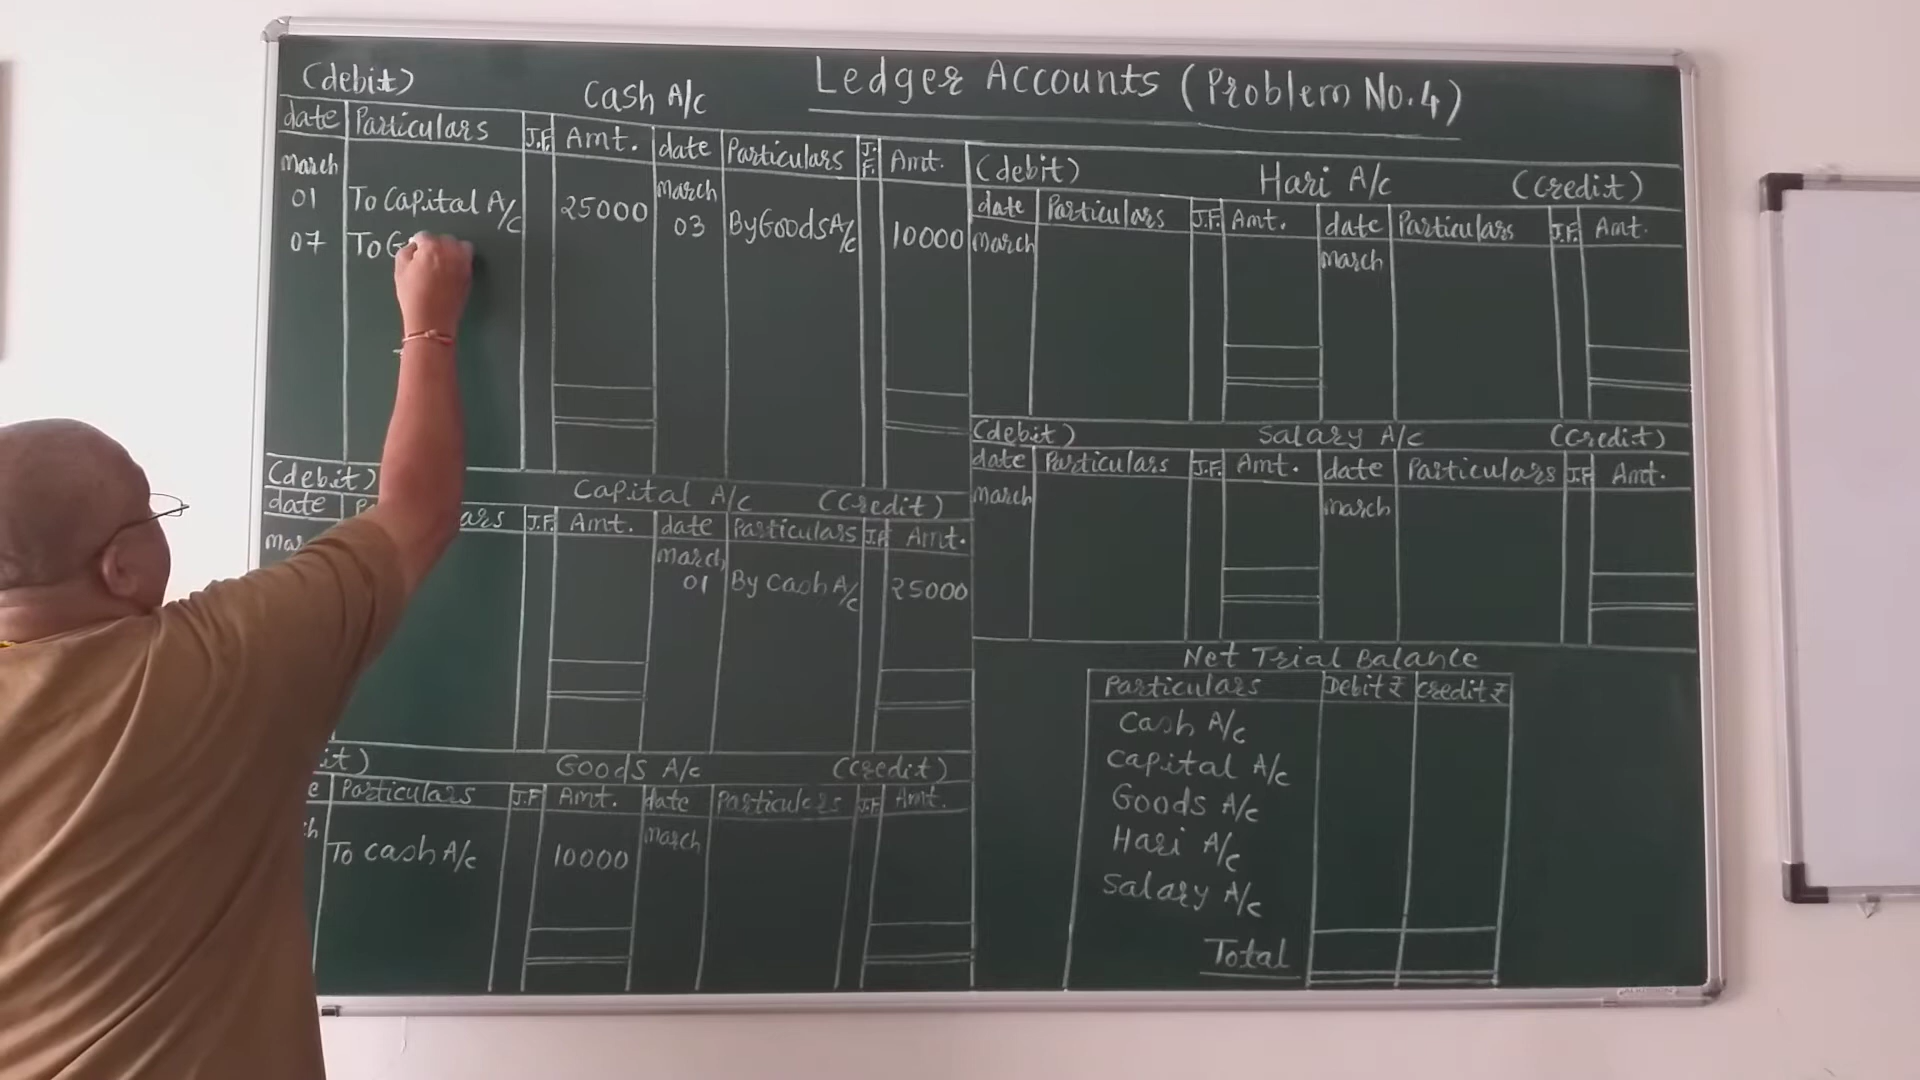 Ledger Accounts (Problem No.4)
(debit) Cash A/c
date Particulars J.F. Amt. date Particulars J.F. Amt.
March March
01 To Capital A/c 25000 03 By Goods A/c 10000
07 To
(debit) Capital A/c (Credit)
date J.F. Amt. date Particulars J.F Amt.
March
01 By Cash A/c 25000
Goods A/c (Credit)
Particulars J.F Amt. date Particulars J.F Amt.
March
To cash A/c 10000
(debit) Hari A/c (Credit)
date Particulars J.F. Amt. date Particulars J.F. Amt.
March March
(debit) Salary A/c (Credit)
date Particulars J.F. Amt. date Particulars J.F Amt.
March March
Net Trial Balance
Particulars Debit ₹ Credit ₹
Cash A/c
Capital A/c
Goods A/c
Hari A/c
Salary A/c
Total